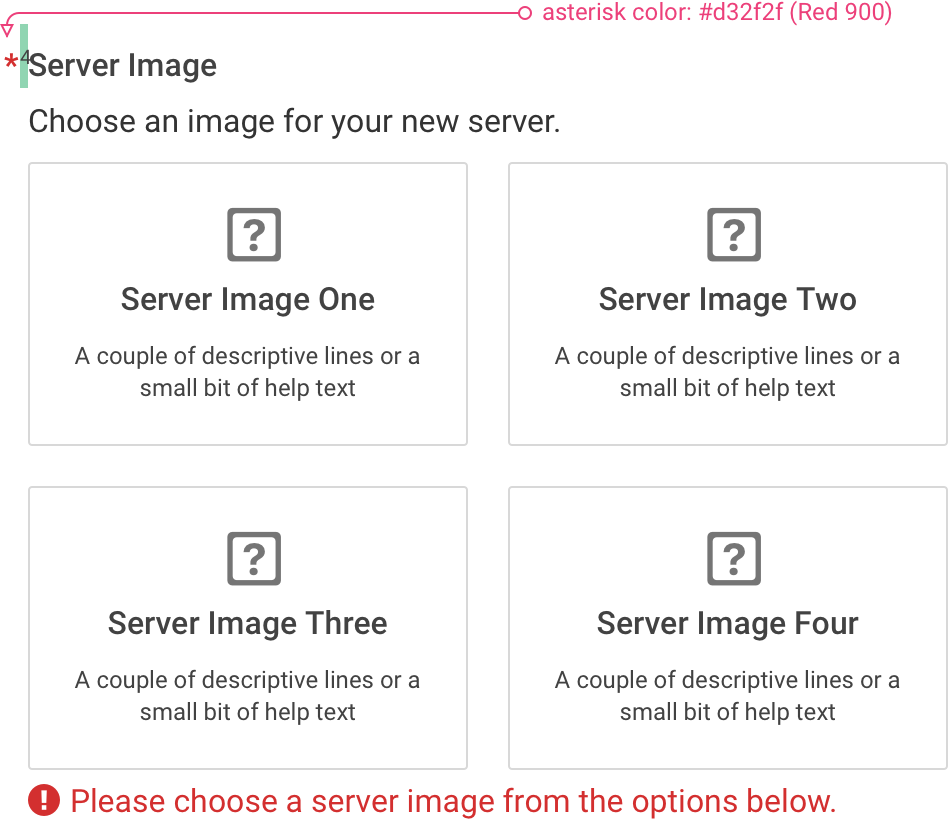 asterisk color: #d32f2f (Red 900)
*4Server Image
Choose an image for your new server.
?
?
Server Image One
Server Image Two
A couple of descriptive lines or a
small bit of help text
A couple of descriptive lines or a
small bit of help text
?
?
Server Image Three
Server Image Four
A couple of descriptive lines or a
small bit of help text
A couple of descriptive lines or a
small bit of help text
! Please choose a server image from the options below.